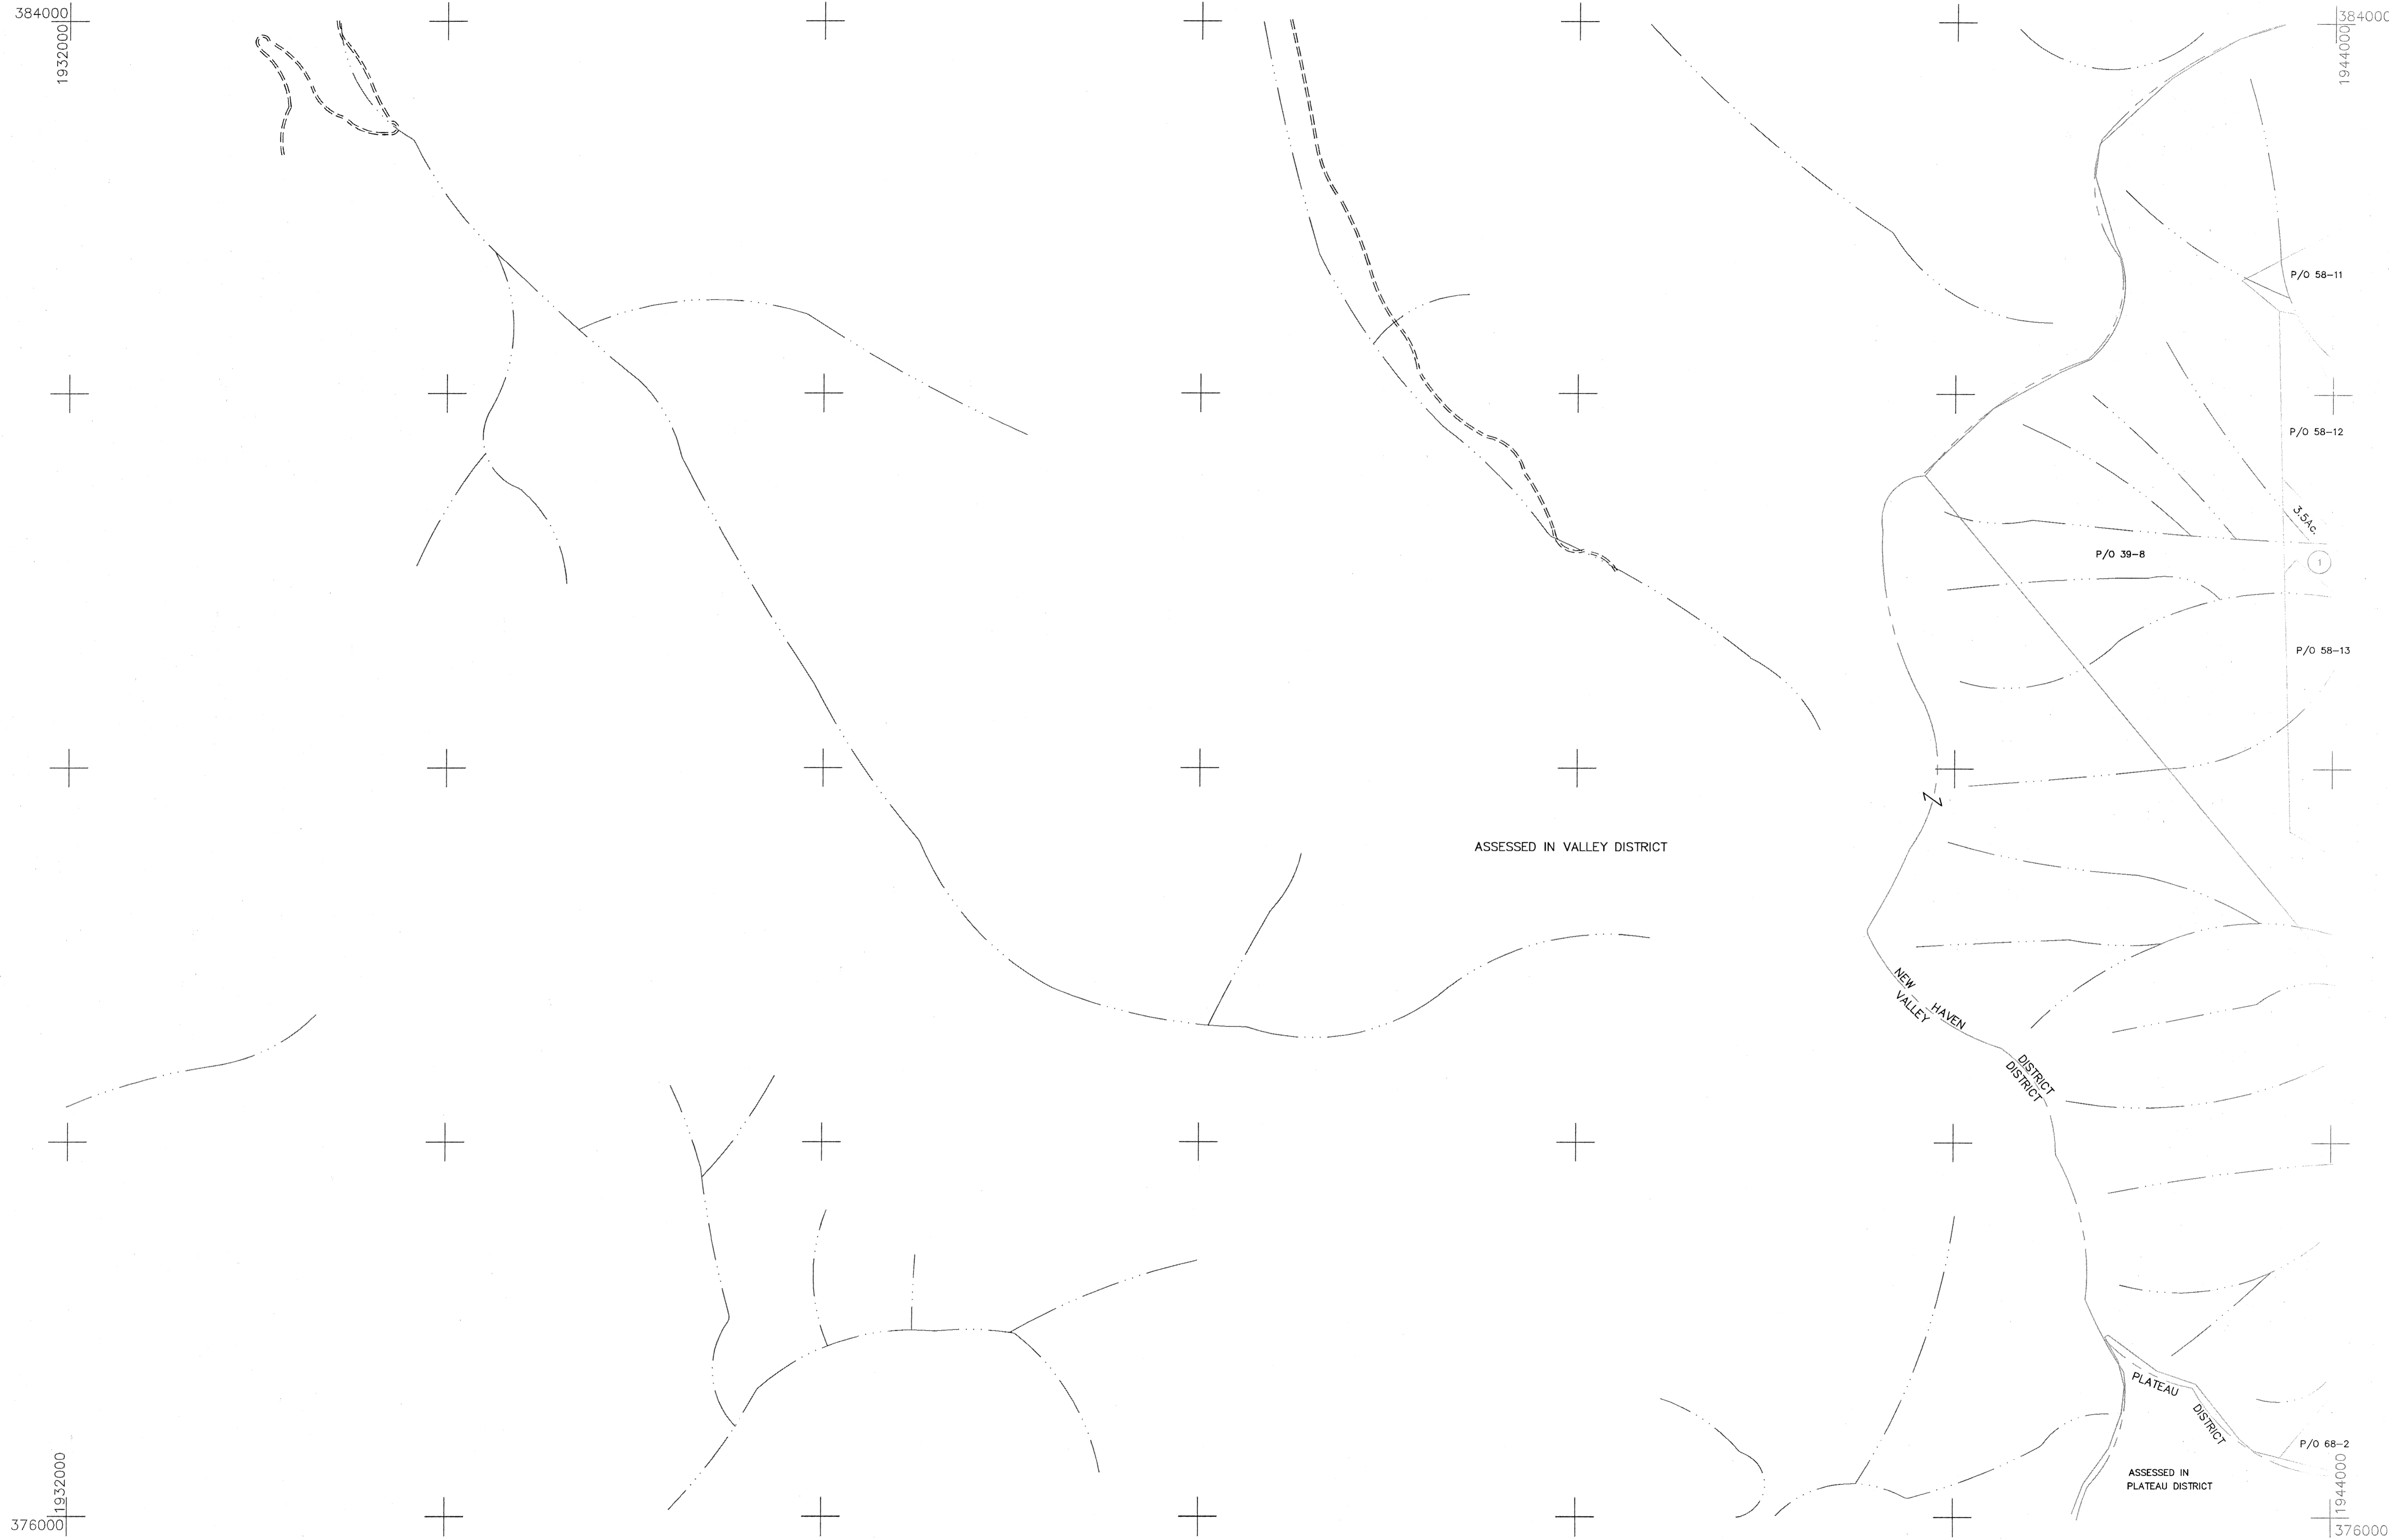 384000
384000
1932000
1944000
P/O 58-11
P/O 58-12
3.5Ac.
P/O 39-8
1
P/O 58-13
Z
ASSESSED IN VALLEY DISTRICT
NEW HAVEN DISTRICT
VALLEY DISTRICT
PLATEAU DISTRICT
P/O 68-2
ASSESSED IN
PLATEAU DISTRICT
1932000
1944000
376000
376000